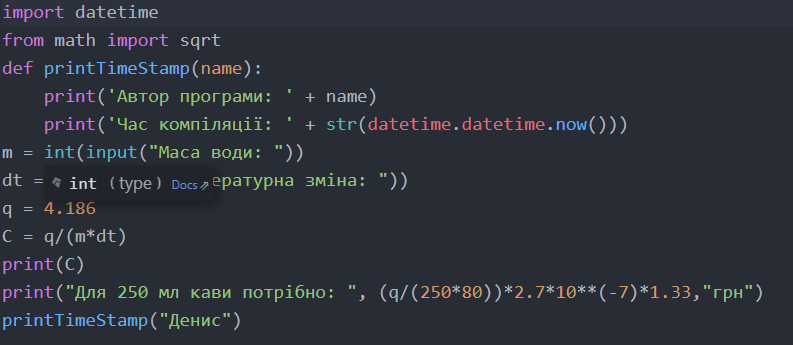 import datetime
from math import sqrt
def printTimeStamp(name):
    print('Автор програми: ' + name)
    print('Час компіляції: ' + str(datetime.datetime.now()))
m = int(input("Маса води: "))
dt = ературна зміна: "))
int (type) Docs
q = 4.186
C = q/(m*dt)
print(C)
print("Для 250 мл кави потрібно: ", (q/(250*80))*2.7*10**(-7)*1.33,"грн")
printTimeStamp("Денис")